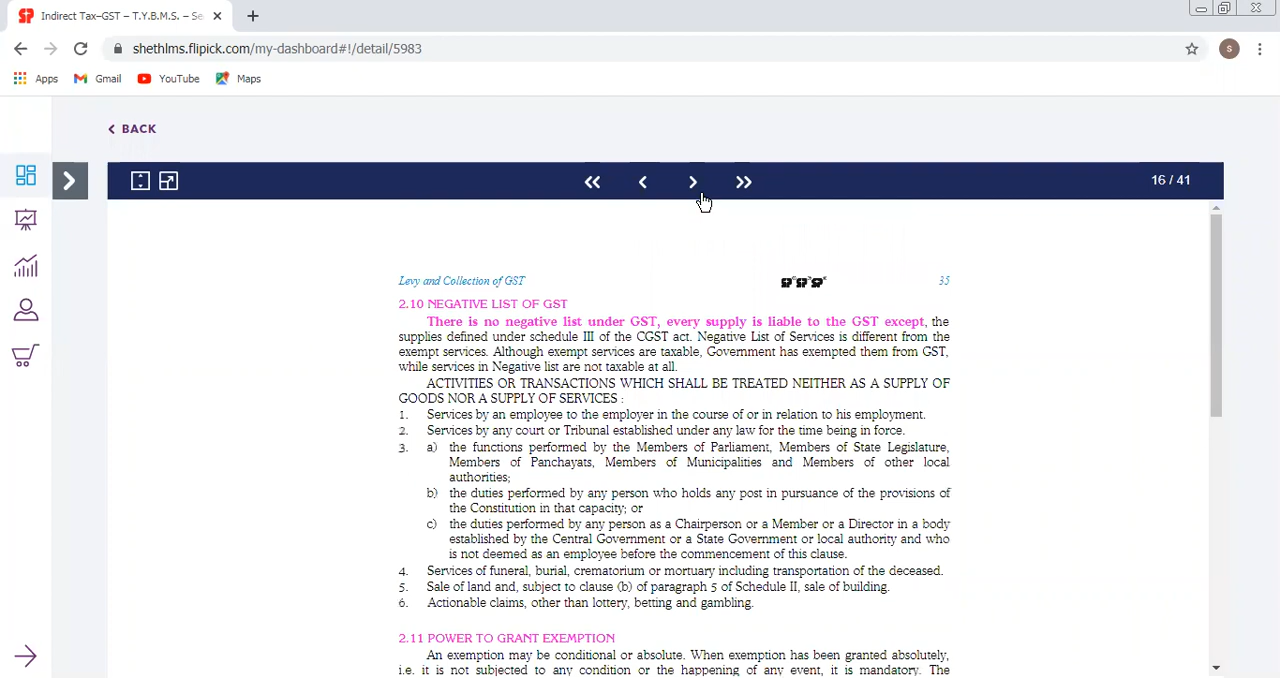 Indirect Tax–GST – T.Y.B.M.S. – Se
shethlms.flipick.com/my-dashboard#!/detail/5983
S
Apps Gmail YouTube Maps
BACK
16 / 41
Levy and Collection of GST 35
2.10 NEGATIVE LIST OF GST
There is no negative list under GST, every supply is liable to the GST except, the
supplies defined under schedule III of the CGST act. Negative List of Services is different from the
exempt services. Although exempt services are taxable, Government has exempted them from GST,
while services in Negative list are not taxable at all.
ACTIVITIES OR TRANSACTIONS WHICH SHALL BE TREATED NEITHER AS A SUPPLY OF
GOODS NOR A SUPPLY OF SERVICES :
1. Services by an employee to the employer in the course of or in relation to his employment.
2. Services by any court or Tribunal established under any law for the time being in force.
3. a) the functions performed by the Members of Parliament, Members of State Legislature,
Members of Panchayats, Members of Municipalities and Members of other local
authorities;
b) the duties performed by any person who holds any post in pursuance of the provisions of
the Constitution in that capacity; or
c) the duties performed by any person as a Chairperson or a Member or a Director in a body
established by the Central Government or a State Government or local authority and who
is not deemed as an employee before the commencement of this clause.
4. Services of funeral, burial, crematorium or mortuary including transportation of the deceased.
5. Sale of land and, subject to clause (b) of paragraph 5 of Schedule II, sale of building.
6. Actionable claims, other than lottery, betting and gambling.
2.11 POWER TO GRANT EXEMPTION
An exemption may be conditional or absolute. When exemption has been granted absolutely,
i.e. it is not subjected to any condition or the happening of any event, it is mandatory. The